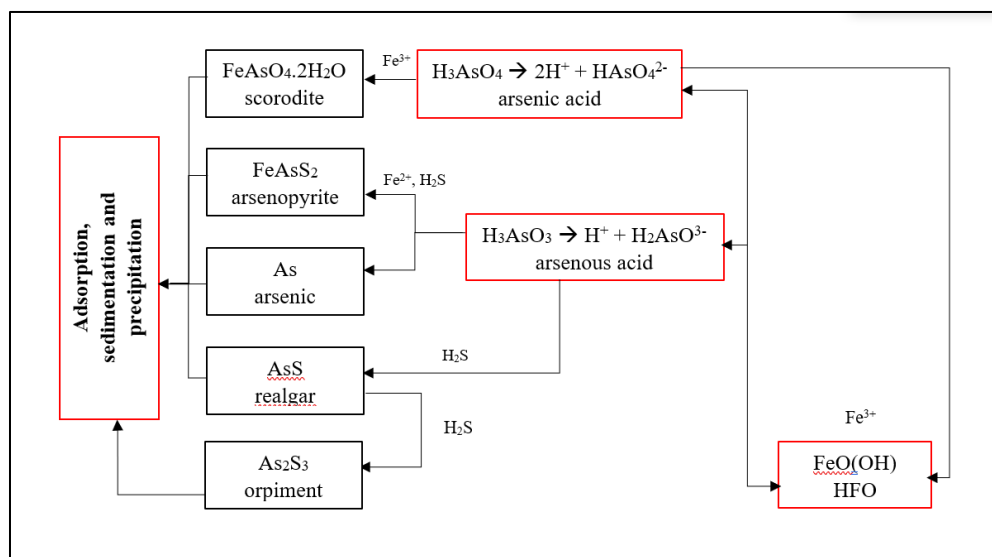 FeAsO₄.2H₂O
scorodite
Fe³⁺
H₃AsO₄ → 2H⁺ + HAsO₄²⁻
arsenic acid
FeAsS₂
arsenopyrite
Fe²⁺, H₂S
H₃AsO₃ → H⁺ + H₂AsO³⁻
arsenous acid
Adsorption,
sedimentation and
precipitation
As
arsenic
H₂S
AsS
realgar
H₂S
Fe³⁺
As₂S₃
orpiment
FeO(OH)
HFO